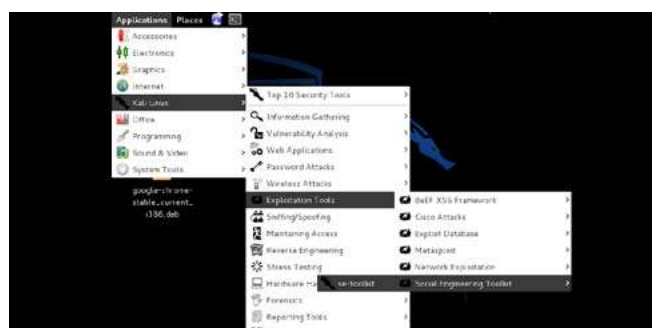 Applications Places
Accessories
Electronics
Graphics
Internet
Kali Linux
Office
Programming
Sound & Video
System Tools
google-chrome-
stable_current_
i386.deb
Top 10 Security Tools
Information Gathering
Vulnerability Analysis
Web Applications
Password Attacks
Wireless Attacks
Exploitation Tools
Sniffing/Spoofing
Maintaining Access
Reverse Engineering
Stress Testing
Hardware Ha
Forensics
Reporting Tools
BeEF XSS Framework
Cisco Attacks
Exploit Database
Metasploit
Network Exploitation
Social Engineering Toolkit
se-toolkit